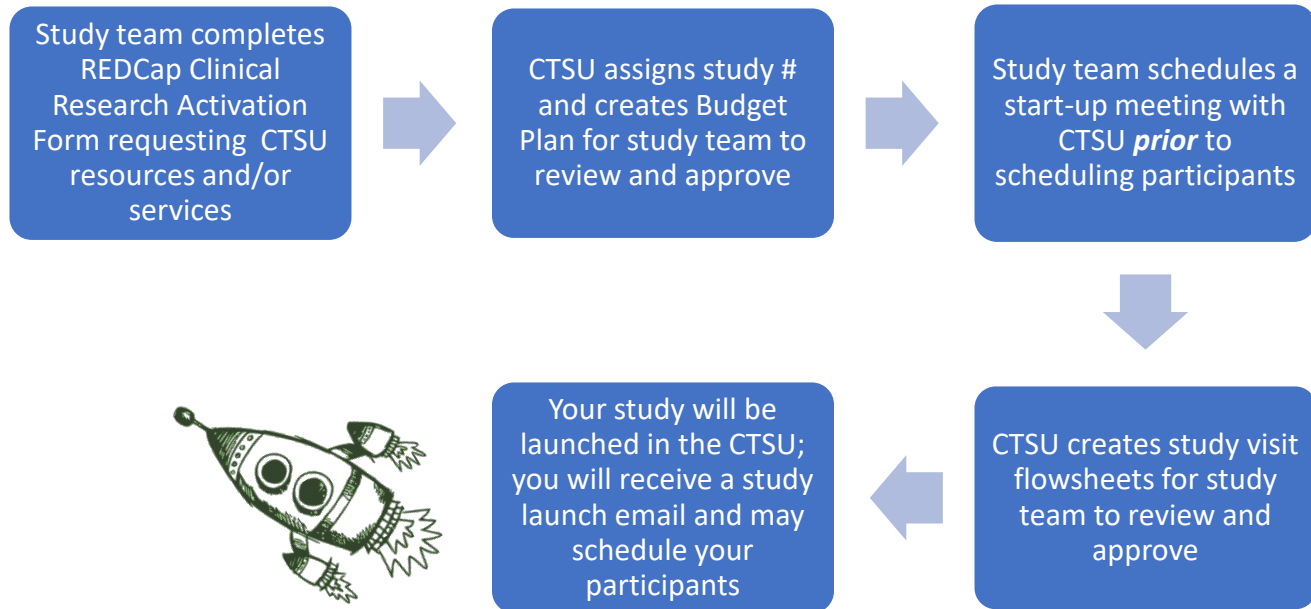 Study team completes
REDCap Clinical
Research Activation
Form requesting CTSU
resources and/or
services
CTSU assigns study #
and creates Budget
Plan for study team to
review and approve
Study team schedules a
start-up meeting with
CTSU prior to
scheduling participants
CTSU creates study visit
flowsheets for study
team to review and
approve
Your study will be
launched in the CTSU;
you will receive a study
launch email and may
schedule your
participants